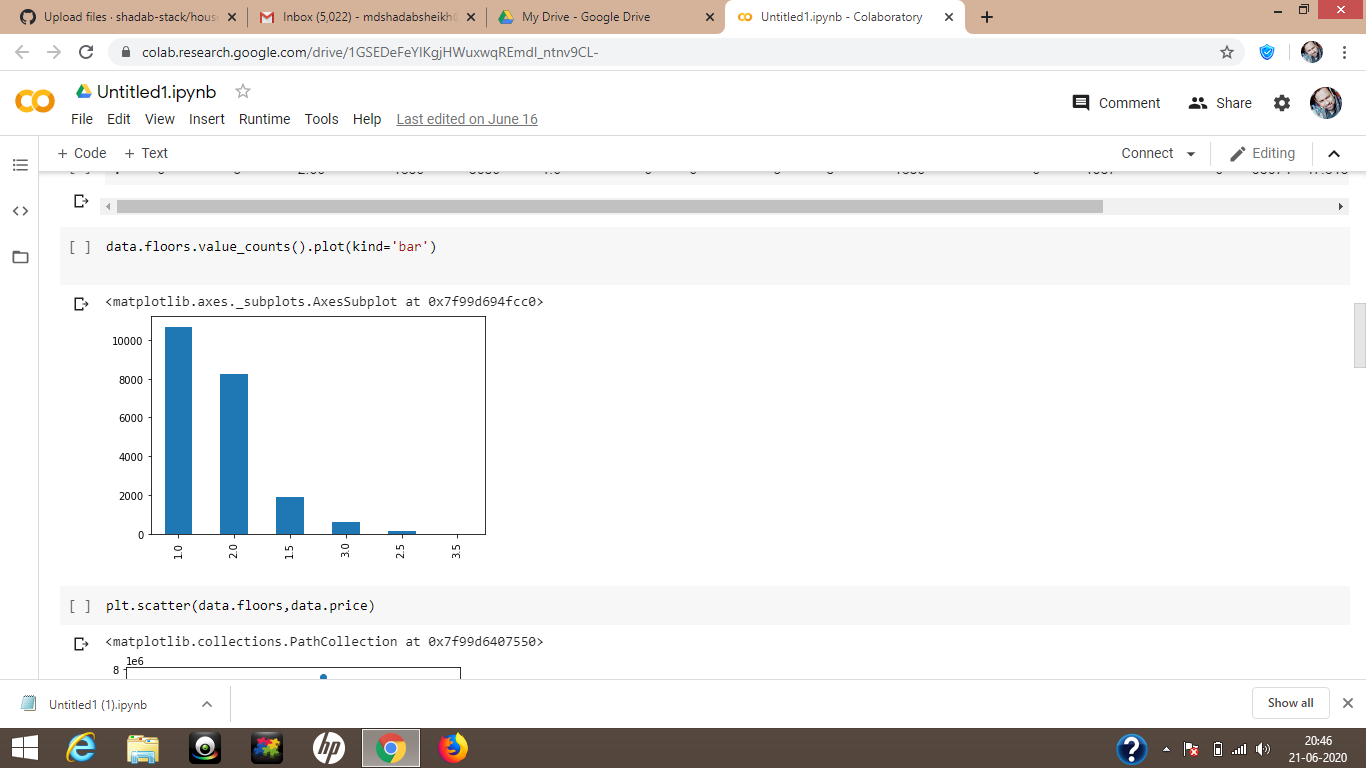 Upload files · shadab-stack/hous
Inbox (5,022) - mdshadabsheikh
My Drive - Google Drive
Untitled1.ipynb - Colaboratory
colab.research.google.com/drive/
Untitled1.ipynb
Comment
Share
File Edit View Insert Runtime Tools Help Last edited on June 16
+ Code + Text
Connect
Editing
[ ] data.floors.value_counts().plot(kind='bar')
<matplotlib.axes._subplots.AxesSubplot at 0x7f99d694fcc0>
10000
8000
6000
4000
2000
0
1.0 2.0 1.5 3.0 2.5 3.5
[ ] plt.scatter(data.floors,data.price)
<matplotlib.collections.PathCollection at 0x7f99d6407550>
1e6
8
Untitled1 (1).ipynb
Show all
hp
20:46
21-06-2020